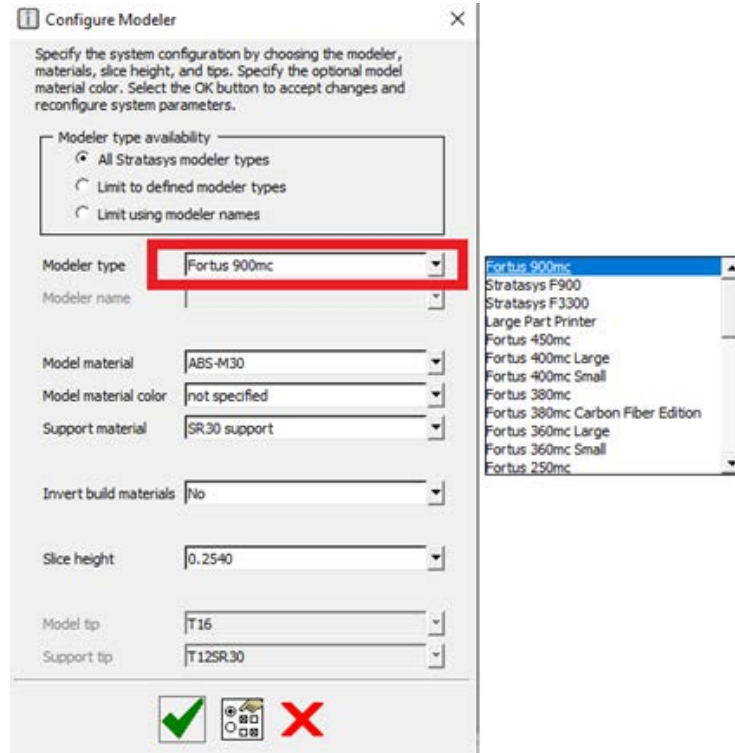 Configure Modeler
Specify the system configuration by choosing the modeler,
materials, slice height, and tips. Specify the optional model
material color. Select the OK button to accept changes and
reconfigure system parameters.
Modeler type availability
All Stratasys modeler types
Limit to defined modeler types
Limit using modeler names
Modeler type Fortus 900mc
Modeler name
Model material ABS-M30
Model material color not specified
Support material SR30 support
Invert build materials No
Slice height 0.2540
Model tip T16
Support tip T12SR30
Fortus 900mc
Stratasys F900
Stratasys F3300
Large Part Printer
Fortus 450mc
Fortus 400mc Large
Fortus 400mc Small
Fortus 380mc
Fortus 380mc Carbon Fiber Edition
Fortus 360mc Large
Fortus 360mc Small
Fortus 250mc